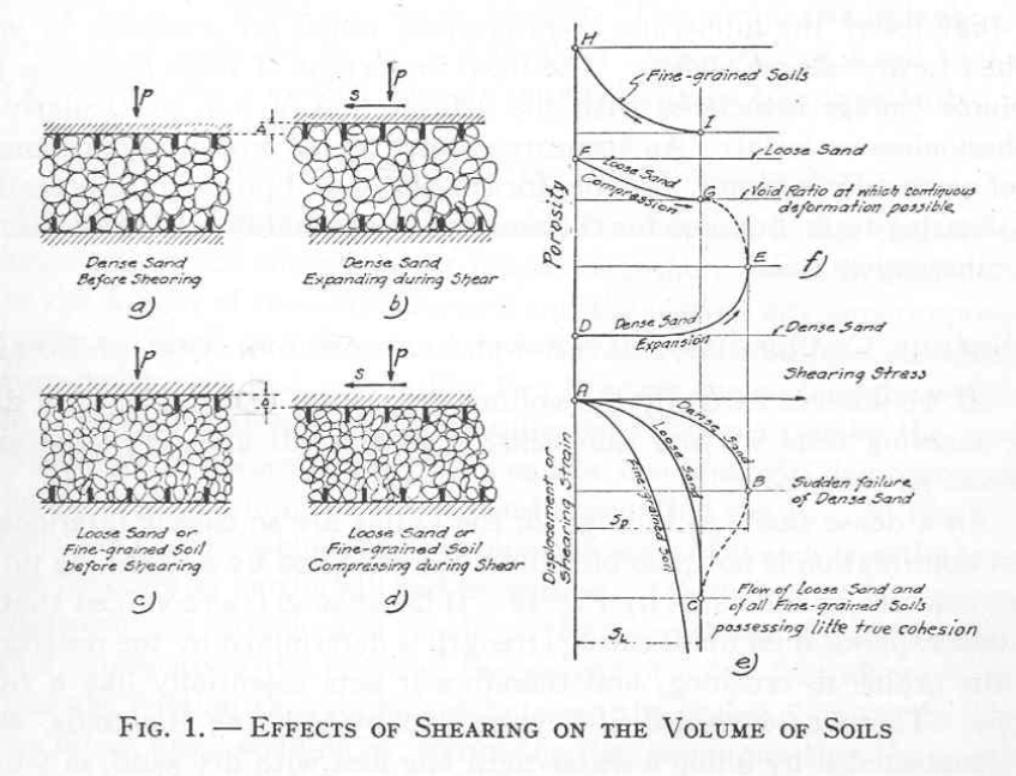 P
S
P
A
Dense Sand
Before Shearing
a)
Dense Sand
Expanding during Shear
b)
P
S
P
Loose Sand or
Fine-grained Soil
before Shearing
c)
Loose Sand or
Fine-grained Soil
Compressing during Shear
d)
H
Fine-grained Soils
I
Loose Sand
Loose Sand
Compression
G
Void Ratio at which continuous
deformation possible
Porosity
E
f)
D
Dense Sand
Expansion
Dense Sand
Shearing Stress
A
Dense Sand
Loose Sand
Fine-grained Soil
B
Sudden failure
of Dense Sand
Displacement
Shearing Strain
SD
C
Flow of Loose Sand and
of all Fine-grained Soils
possessing little true cohesion
SL
e)
FIG. 1.— EFFECTS OF SHEARING ON THE VOLUME OF SOILS